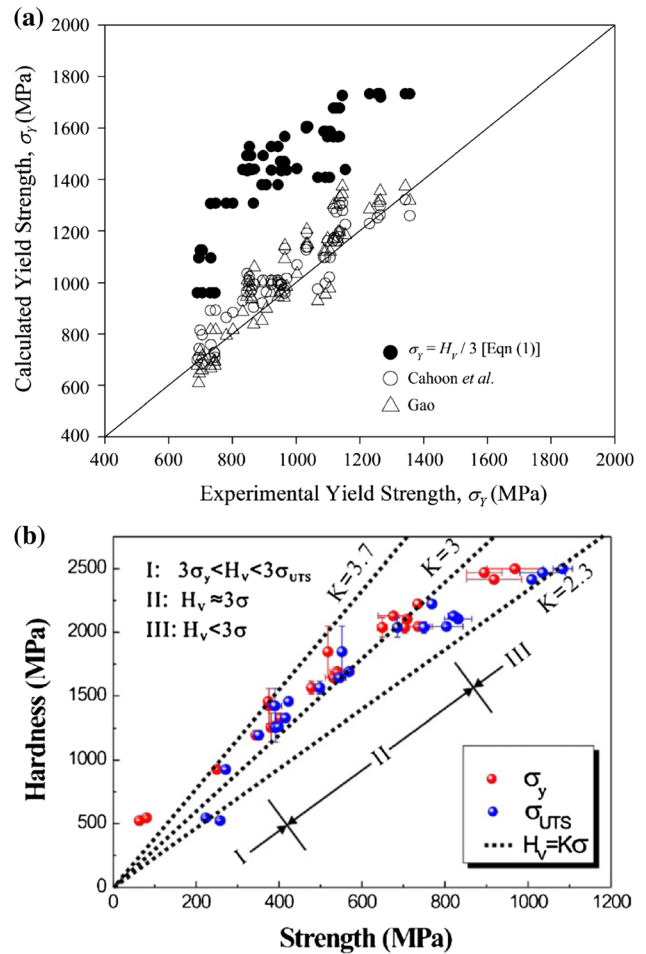 (a)
2000
1800
1600
1400
1200
1000
800
600
400
Calculated Yield Strength, σY (MPa)
σY = HV / 3 [Eqn (1)]
Cahoon et al.
Gao
400 600 800 1000 1200 1400 1600 1800 2000
Experimental Yield Strength, σY (MPa)
(b)
2500
2000
1500
1000
500
0
Hardness (MPa)
I: 3σy<Hv<3σUTS
II: Hv≈3σ
III: Hv<3σ
K=3.7
K=3
K=2.3
I
II
III
σy
σUTS
Hv=Kσ
0 200 400 600 800 1000 1200
Strength (MPa)